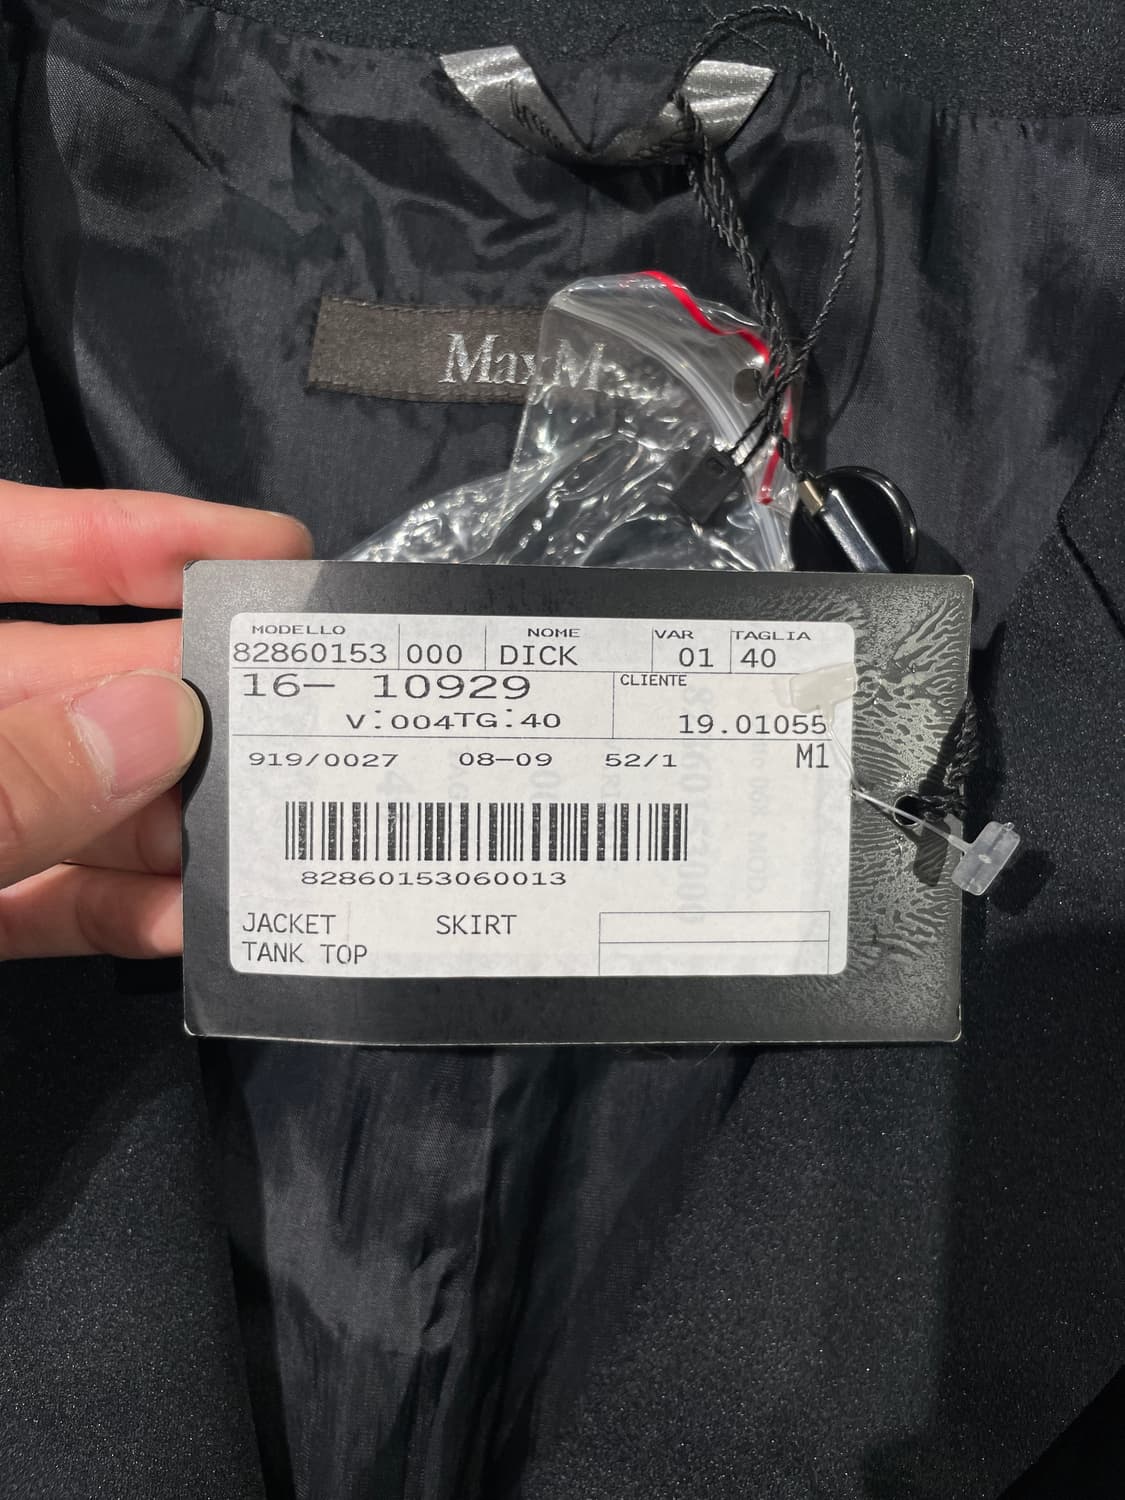 Max M
MODELLO NOME VAR TAGLIA
82860153 000 DICK 01 40
16- 10929 CLIENTE
V:004TG:40 19.01055
919/0027 08-09 52/1 M1
82860153060013
JACKET SKIRT
TANK TOP